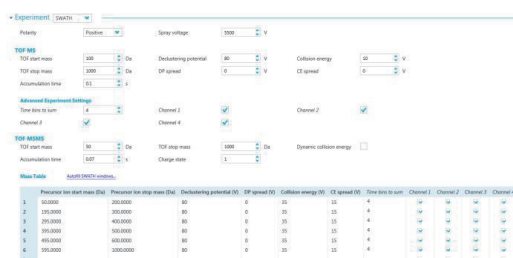 Experiment SWATH
Polarity Positive Spray voltage 5500 V
TOF MS
TOF start mass 100 Da Declustering potential 80 V Collision energy 10 V
TOF stop mass 1000 Da DP spread 0 V CE spread 0 V
Accumulation time 0.1 s
Advanced Experiment Settings
Time bins to sum 4 Channel 1 Channel 2
Channel 3 Channel 4
TOF MSMS
TOF start mass 50 Da TOF stop mass 1000 Da Dynamic collision energy
Accumulation time 0.07 s Charge state 1
Mass Table Autofill SWATH windows...
Precursor ion start mass (Da) Precursor ion stop mass (Da) Declustering potential (V) DP spread (V) Collision energy (V) CE spread (V) Time bins to sum Channel 1 Channel 2 Channel 3 Channel 4
1 50.0000 200.0000 80 0 35 15 4
2 195.0000 300.0000 80 0 35 15 4
3 295.0000 400.0000 80 0 35 15 4
4 395.0000 500.0000 80 0 35 15 4
5 495.0000 600.0000 80 0 35 15 4
6 595.0000 1000.0000 80 0 35 15 4